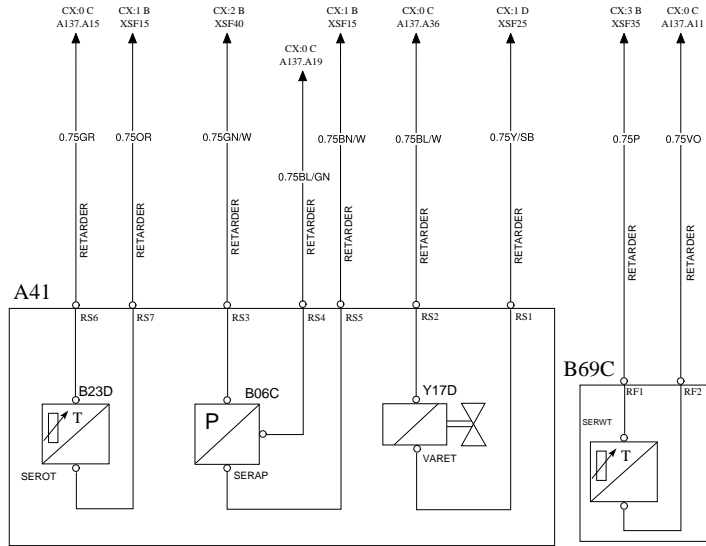 CX:0 C
A137.A15
CX:1 B
XSF15
CX:2 B
XSF40
CX:0 C
A137.A19
CX:1 B
XSF15
CX:0 C
A137.A36
CX:1 D
XSF25
CX:3 B
XSF35
CX:0 C
A137.A11
0.75GR
0.75OR
0.75GN/W
0.75BL/GN
0.75BN/W
0.75BL/W
0.75Y/SB
0.75P
0.75VO
RETARDER
RETARDER
RETARDER
RETARDER
RETARDER
RETARDER
RETARDER
RETARDER
RETARDER
A41
RS6
RS7
RS3
RS4
RS5
RS2
RS1
B69C
RF1
RF2
B23D
T
SEROT
B06C
P
SERAP
Y17D
VARET
SERWT
T